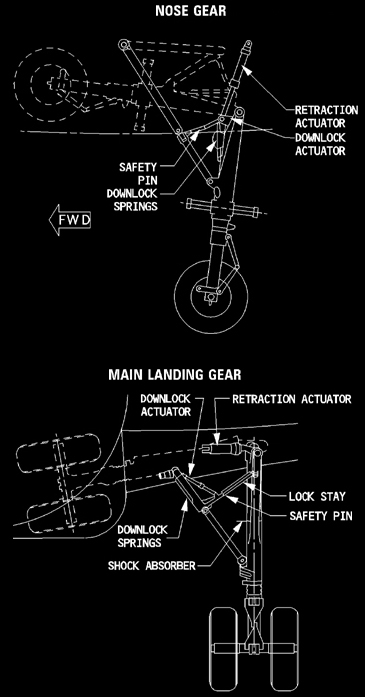 NOSE GEAR
RETRACTION
ACTUATOR
DOWNLOCK
ACTUATOR
SAFETY
PIN
DOWNLOCK
SPRINGS
FWD
MAIN LANDING GEAR
DOWNLOCK
ACTUATOR
RETRACTION ACTUATOR
LOCK STAY
SAFETY PIN
DOWNLOCK
SPRINGS
SHOCK ABSORBER